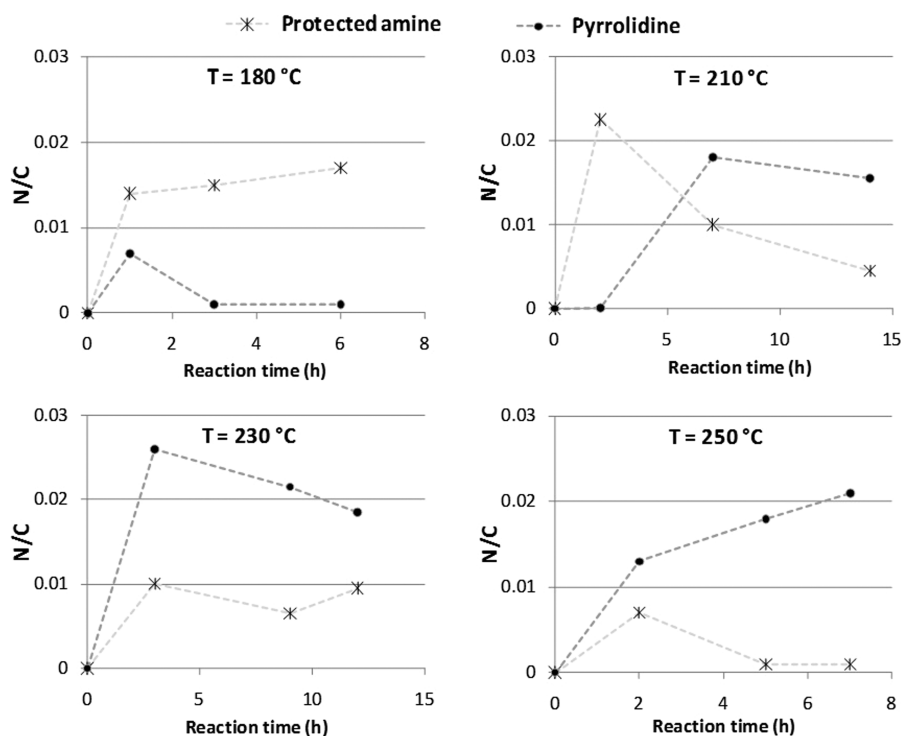 Protected amine
Pyrrolidine
T = 180 °C
N/C
0.03
0.02
0.01
0
0 2 4 6 8
Reaction time (h)
T = 210 °C
N/C
0.03
0.02
0.01
0
0 5 10 15
Reaction time (h)
T = 230 °C
N/C
0.03
0.02
0.01
0
0 5 10 15
Reaction time (h)
T = 250 °C
N/C
0.03
0.02
0.01
0
0 2 4 6 8
Reaction time (h)